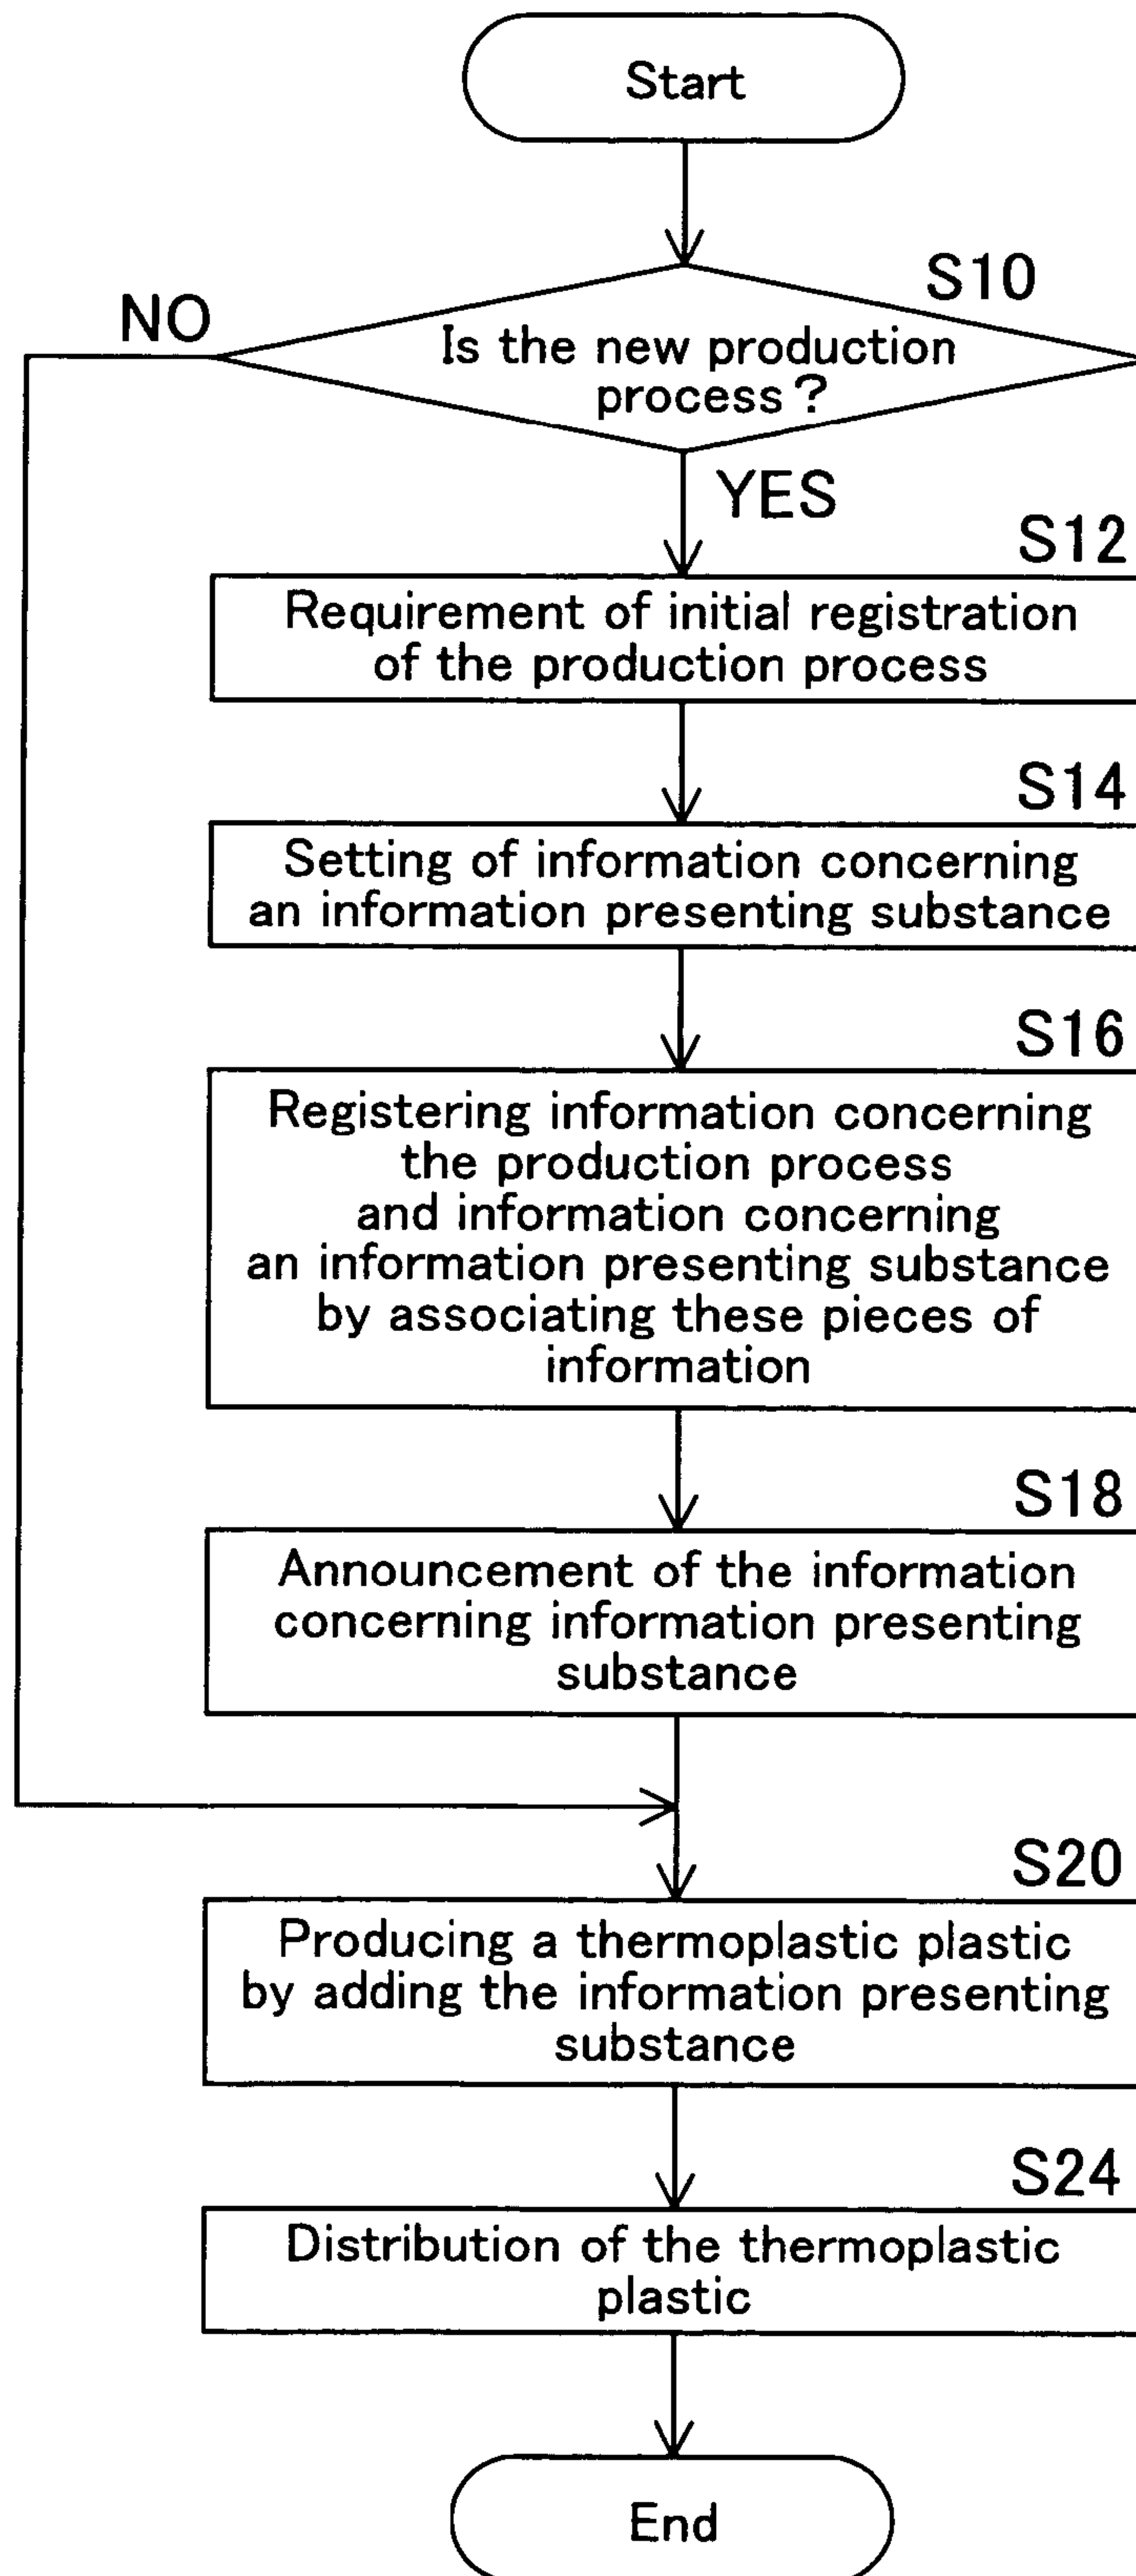 Start
S10
NO
Is the new production
process?
YES
S12
Requirement of initial registration
of the production process
S14
Setting of information concerning
an information presenting substance
S16
Registering information concerning
the production process
and information concerning
an information presenting substance
by associating these pieces of
information
S18
Announcement of the information
concerning information presenting
substance
S20
Producing a thermoplastic plastic
by adding the information presenting
substance
S24
Distribution of the thermoplastic
plastic
End